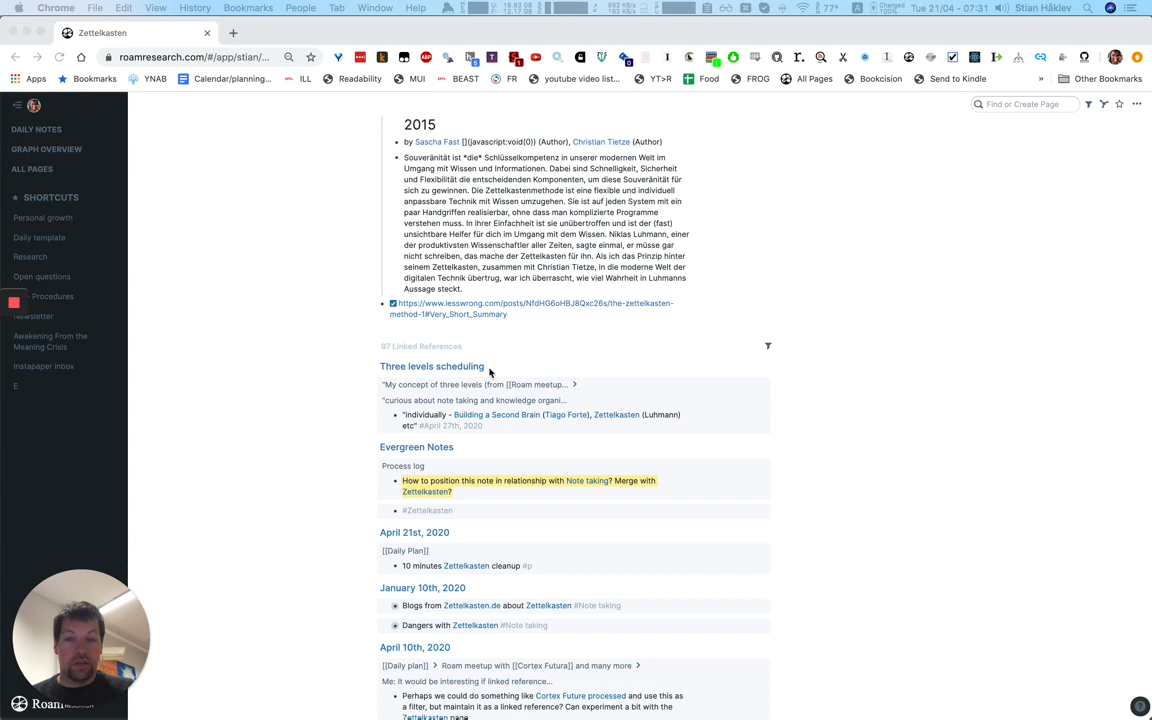 Chrome File Edit View History Bookmarks People Tab Window Help 77° Charged 100% Tue 21/04 - 07:31 Stian Håklev
Zettelkasten
roamresearch.com/#/app/stian/...
Apps Bookmarks YNAB Calendar/planning... ILL Readability MUI BEAST FR youtube video list... YT>R Food FROG All Pages Bookcision Send to Kindle » Other Bookmarks
Find or Create Page
DAILY NOTES
GRAPH OVERVIEW
ALL PAGES
SHORTCUTS
Personal growth
Daily template
Research
Open questions
Procedures
Newsletter
Awakening From the
Meaning Crisis
Instapaper inbox
E
Roam
2015
by Sascha Fast [](javascript:void(0)) (Author), Christian Tietze (Author)
Souveränität ist *die* Schlüsselkompetenz in unserer modernen Welt im
Umgang mit Wissen und Informationen. Dabei sind Schnelligkeit, Sicherheit
und Flexibilität die entscheidenden Komponenten, um diese Souveränität für
sich zu gewinnen. Die Zettelkastenmethode ist eine flexible und individuell
anpassbare Technik mit Wissen umzugehen. Sie ist auf jeden System mit ein
paar Handgriffen realisierbar, ohne dass man komplizierte Programme
verstehen muss. In ihrer Einfachheit ist sie unübertroffen und ist der (fast)
unsichtbare Helfer für dich im Umgang mit dem Wissen. Niklas Luhmann, einer
der produktivsten Wissenschaftler aller Zeiten, sagte einmal, er müsse gar
nicht schreiben, das mache der Zettelkasten für ihn. Als ich das Prinzip hinter
seinem Zettelkasten, zusammen mit Christian Tietze, in die moderne Welt der
digitalen Technik übertrug, war ich überrascht, wie viel Wahrheit in Luhmanns
Aussage steckt.
https://www.lesswrong.com/posts/NfdHG6oHBJ8Qxc26s/the-zettelkasten-
method-1#Very_Short_Summary
97 Linked References
Three levels scheduling
"My concept of three levels (from [[Roam meetup...
"curious about note taking and knowledge organi...
"individually - Building a Second Brain (Tiago Forte), Zettelkasten (Luhmann)
etc" #April 27th, 2020
Evergreen Notes
Process log
How to position this note in relationship with Note taking? Merge with
Zettelkasten?
#Zettelkasten
April 21st, 2020
[[Daily Plan]]
10 minutes Zettelkasten cleanup #p
January 10th, 2020
Blogs from Zettelkasten.de about Zettelkasten #Note taking
Dangers with Zettelkasten #Note taking
April 10th, 2020
[[Daily plan]] Roam meetup with [[Cortex Futura]] and many more
Me: It would be interesting if linked reference...
Perhaps we could do something like Cortex Future processed and use this as
a filter, but maintain it as a linked reference? Can experiment a bit with the
Zettelkasten page